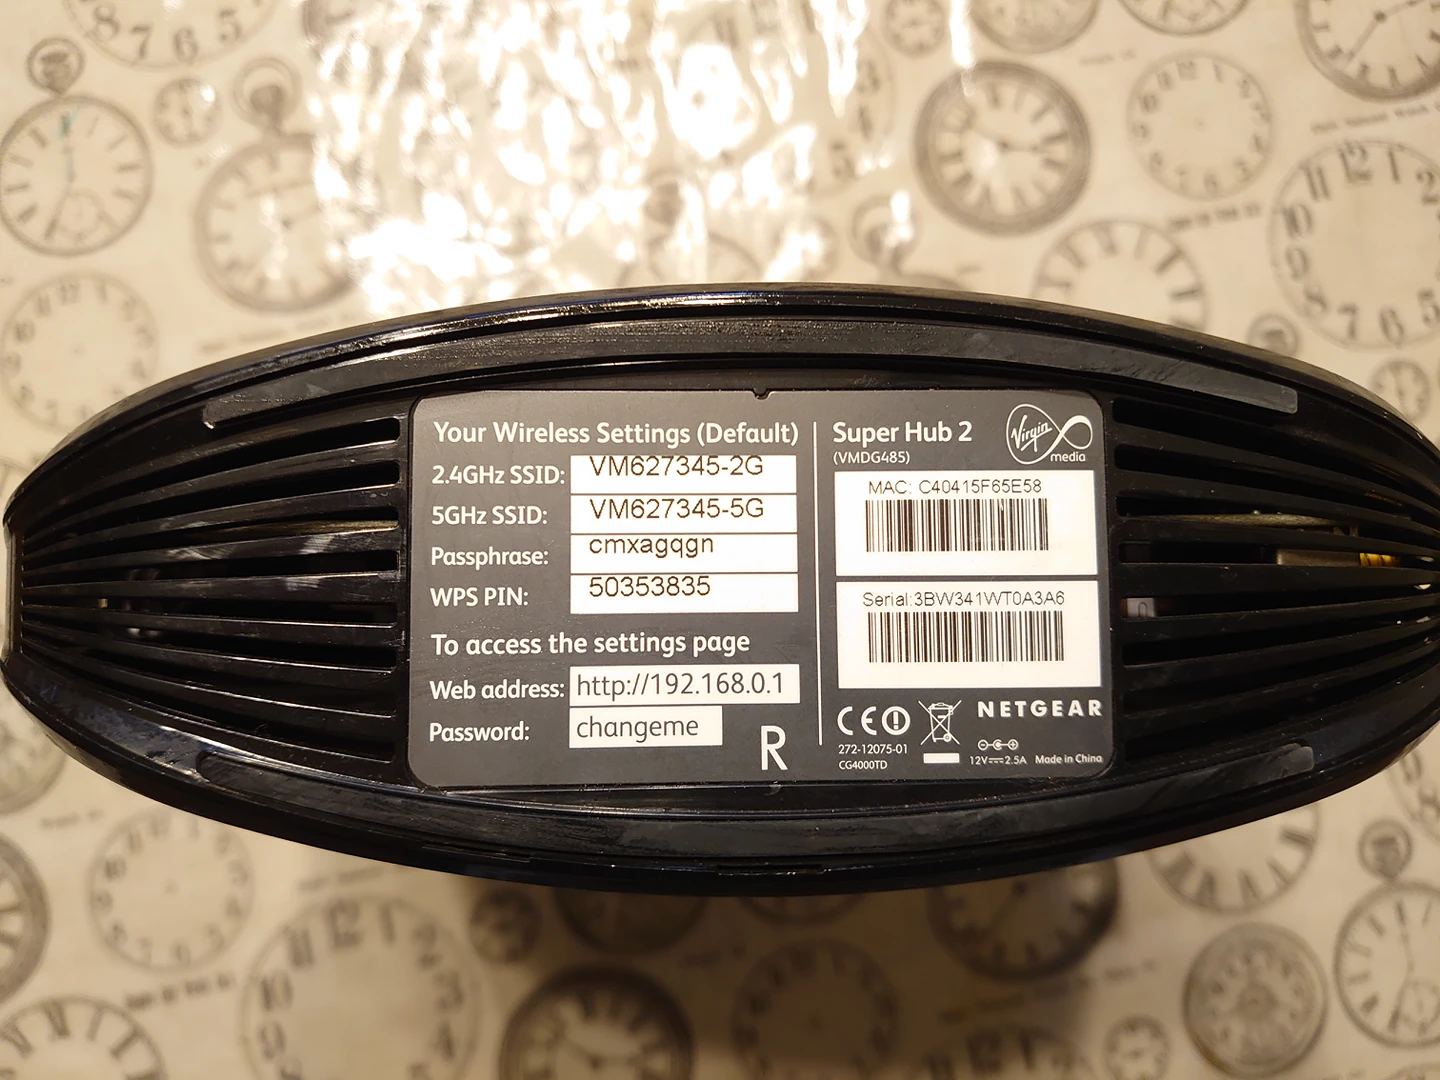 Your Wireless Settings (Default)
2.4GHz SSID: VM627345-2G
5GHz SSID: VM627345-5G
Passphrase: cmxagqgn
WPS PIN: 50353835
To access the settings page
Web address: http://192.168.0.1
Password: changeme
R
Super Hub 2
(VMDG485)
Virgin
media
MAC: C40415F65E58
Serial:3BW341WT0A3A6
CE
NETGEAR
272-12075-01
CG4000TD
12V 2.5A Made in China